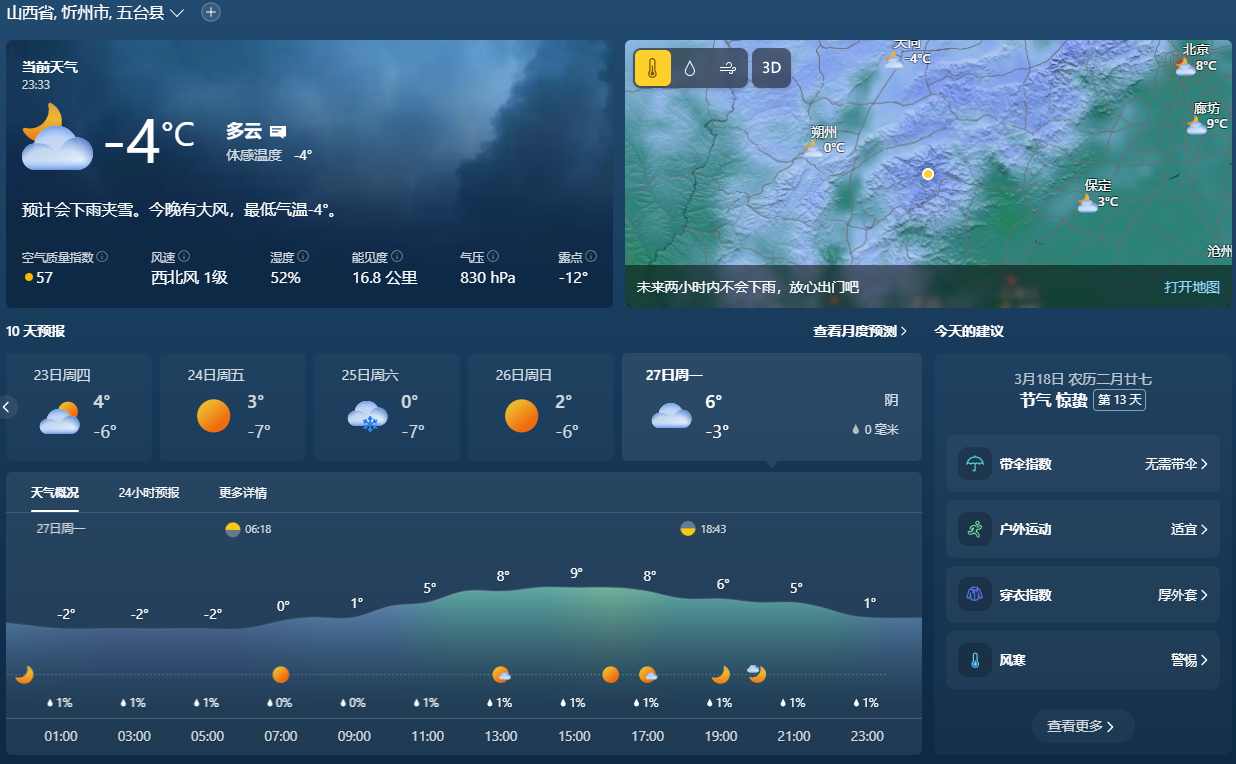 山西省, 忻州市, 五台县
当前天气
23:33
-4°C
多云
体感温度 -4°
预计会下雨夹雪。今晚有大风，最低气温-4°。
空气质量指数 风速 湿度 能见度 气压 露点
57 西北风 1级 52% 16.8 公里 830 hPa -12°
3D
大同
-4°C
北京
8°C
廊坊
9°C
朔州
0°C
保定
3°C
沧州
未来两小时内不会下雨，放心出门吧 打开地图
10 天预报 查看月度预测
23日周四
4°
-6°
24日周五
3°
-7°
25日周六
0°
-7°
26日周日
2°
-6°
27日周一
6°
-3°
阴
0 毫米
天气概况 24小时预报 更多详情
27日周一 06:18 18:43
-2° -2° -2° 0° 1° 5° 8° 9° 8° 6° 5° 1°
1% 1% 1% 0% 0% 1% 1% 1% 1% 1% 1% 1%
01:00 03:00 05:00 07:00 09:00 11:00 13:00 15:00 17:00 19:00 21:00 23:00
今天的建议
3月18日 农历二月廿七
节气 惊蛰 第 13 天
带伞指数 无需带伞
户外运动 适宜
穿衣指数 厚外套
风寒 警惕
查看更多